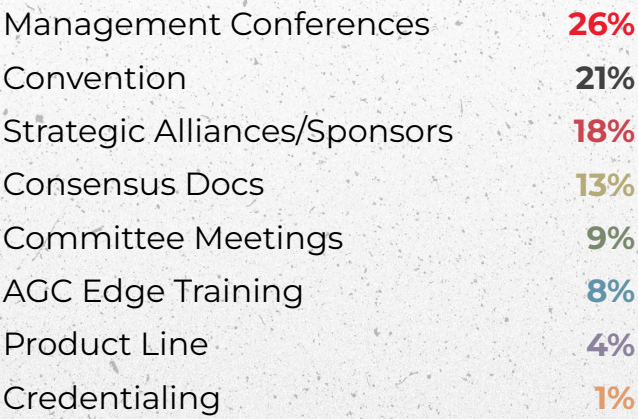 Management Conferences 26%
Convention 21%
Strategic Alliances/Sponsors 18%
Consensus Docs 13%
Committee Meetings 9%
AGC Edge Training 8%
Product Line 4%
Credentialing 1%